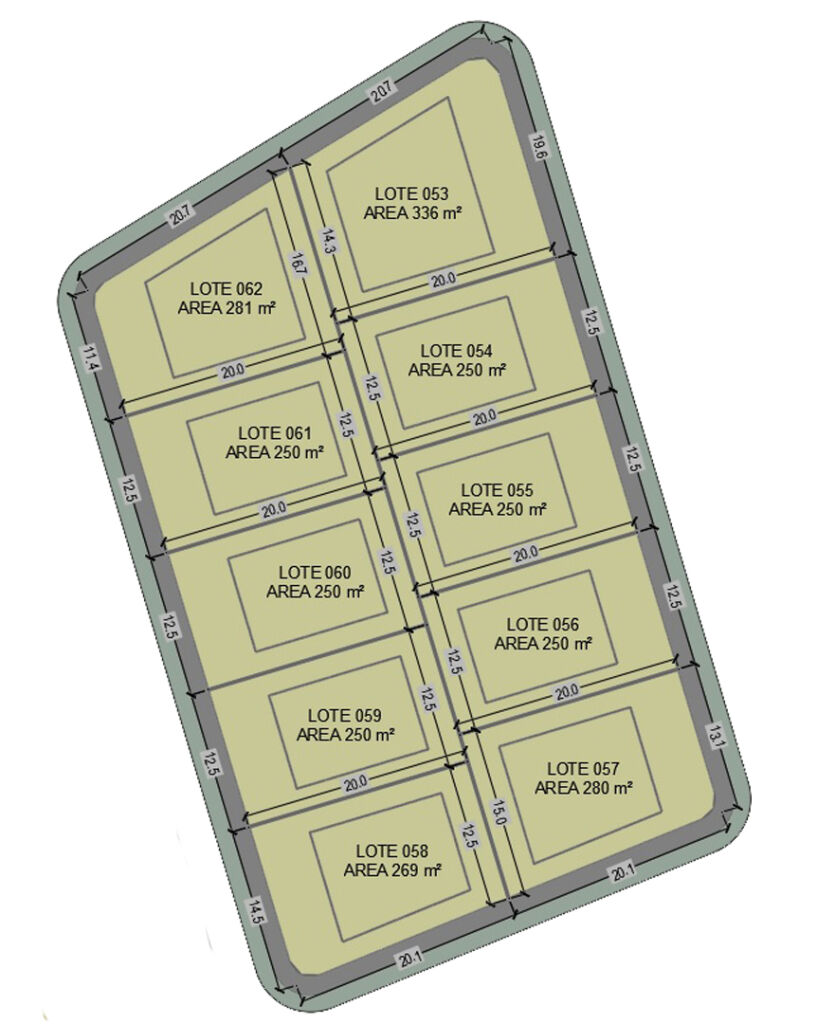 20.7
20.7
19.6
LOTE 053
AREA 336 m²
14.3
16.7
20.0
LOTE 062
AREA 281 m²
11.4
20.0
12.5
LOTE 054
AREA 250 m²
12.5
20.0
LOTE 061
AREA 250 m²
12.5
12.5
20.0
12.5
LOTE 055
AREA 250 m²
12.5
20.0
LOTE 060
AREA 250 m²
12.5
12.5
12.5
LOTE 056
AREA 250 m²
12.5
20.0
LOTE 059
AREA 250 m²
12.5
12.5
20.0
13.1
LOTE 057
AREA 280 m²
15.0
20.1
LOTE 058
AREA 269 m²
12.5
14.5
20.1